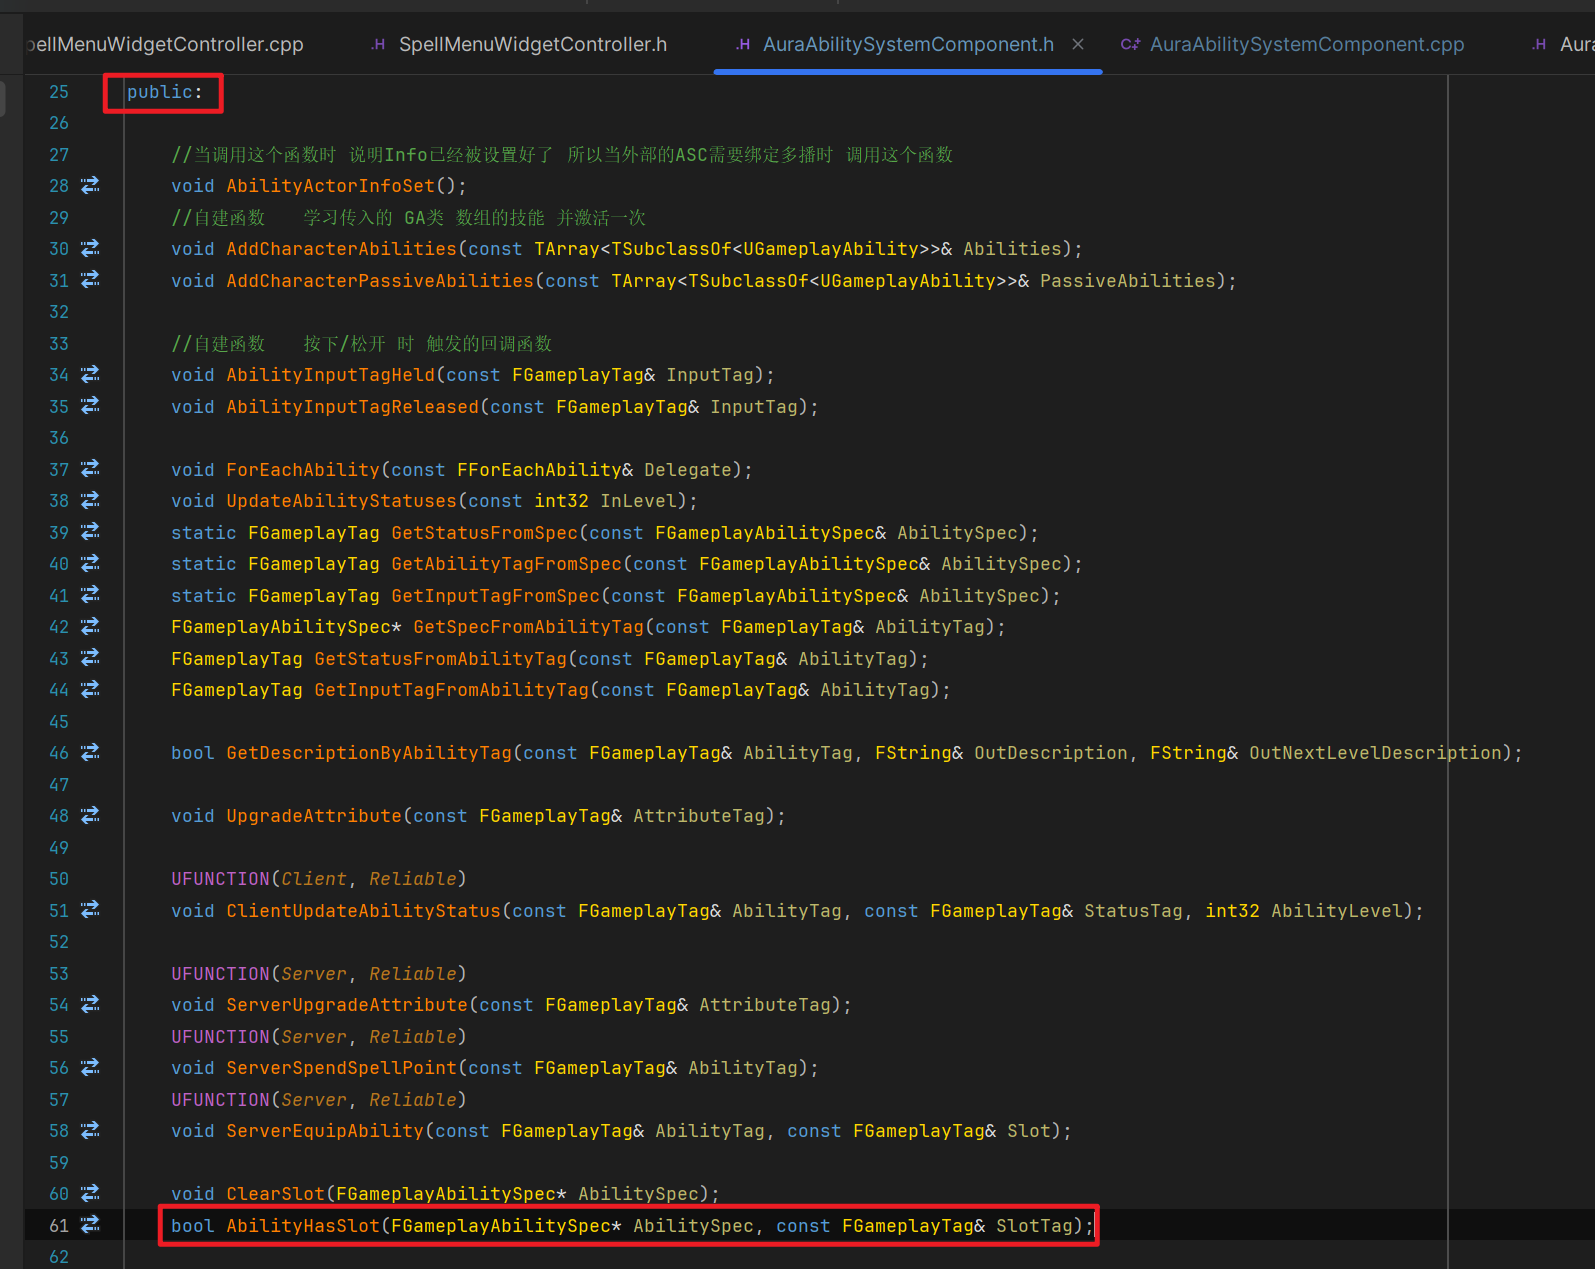 pellMenuWidgetController.cpp .H SpellMenuWidgetController.h .H AuraAbilitySystemComponent.h × C++ AuraAbilitySystemComponent.cpp .H Aura
25 public:
26
27 //当调用这个函数时 说明Info已经被设置好了 所以当外部的ASC需要绑定多播时 调用这个函数
28 void AbilityActorInfoSet();
29 //自建函数 学习传入的 GA类 数组的技能 并激活一次
30 void AddCharacterAbilities(const TArray<TSubclassOf<UGameplayAbility>>& Abilities);
31 void AddCharacterPassiveAbilities(const TArray<TSubclassOf<UGameplayAbility>>& PassiveAbilities);
32
33 //自建函数 按下/松开 时 触发的回调函数
34 void AbilityInputTagHeld(const FGameplayTag& InputTag);
35 void AbilityInputTagReleased(const FGameplayTag& InputTag);
36
37 void ForEachAbility(const FForEachAbility& Delegate);
38 void UpdateAbilityStatuses(const int32 InLevel);
39 static FGameplayTag GetStatusFromSpec(const FGameplayAbilitySpec& AbilitySpec);
40 static FGameplayTag GetAbilityTagFromSpec(const FGameplayAbilitySpec& AbilitySpec);
41 static FGameplayTag GetInputTagFromSpec(const FGameplayAbilitySpec& AbilitySpec);
42 FGameplayAbilitySpec* GetSpecFromAbilityTag(const FGameplayTag& AbilityTag);
43 FGameplayTag GetStatusFromAbilityTag(const FGameplayTag& AbilityTag);
44 FGameplayTag GetInputTagFromAbilityTag(const FGameplayTag& AbilityTag);
45
46 bool GetDescriptionByAbilityTag(const FGameplayTag& AbilityTag, FString& OutDescription, FString& OutNextLevelDescription);
47
48 void UpgradeAttribute(const FGameplayTag& AttributeTag);
49
50 UFUNCTION(Client, Reliable)
51 void ClientUpdateAbilityStatus(const FGameplayTag& AbilityTag, const FGameplayTag& StatusTag, int32 AbilityLevel);
52
53 UFUNCTION(Server, Reliable)
54 void ServerUpgradeAttribute(const FGameplayTag& AttributeTag);
55 UFUNCTION(Server, Reliable)
56 void ServerSpendSpellPoint(const FGameplayTag& AbilityTag);
57 UFUNCTION(Server, Reliable)
58 void ServerEquipAbility(const FGameplayTag& AbilityTag, const FGameplayTag& Slot);
59
60 void ClearSlot(FGameplayAbilitySpec* AbilitySpec);
61 bool AbilityHasSlot(FGameplayAbilitySpec* AbilitySpec, const FGameplayTag& SlotTag);
62